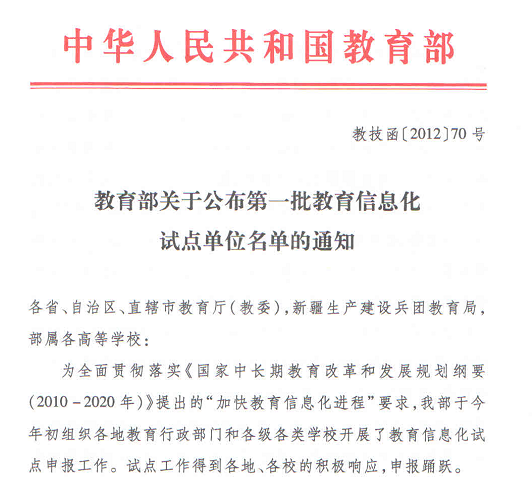 中华人民共和国教育部
教技函〔2012〕70号
教育部关于公布第一批教育信息化
试点单位名单的通知
各省、自治区、直辖市教育厅(教委),新疆生产建设兵团教育局,
部属各高等学校:
为全面贯彻落实《国家中长期教育改革和发展规划纲要
(2010-2020年)》提出的“加快教育信息化进程”要求,我部于今
年初组织各地教育行政部门和各级各类学校开展了教育信息化试
点申报工作。试点工作得到各地、各校的积极响应,申报踊跃。